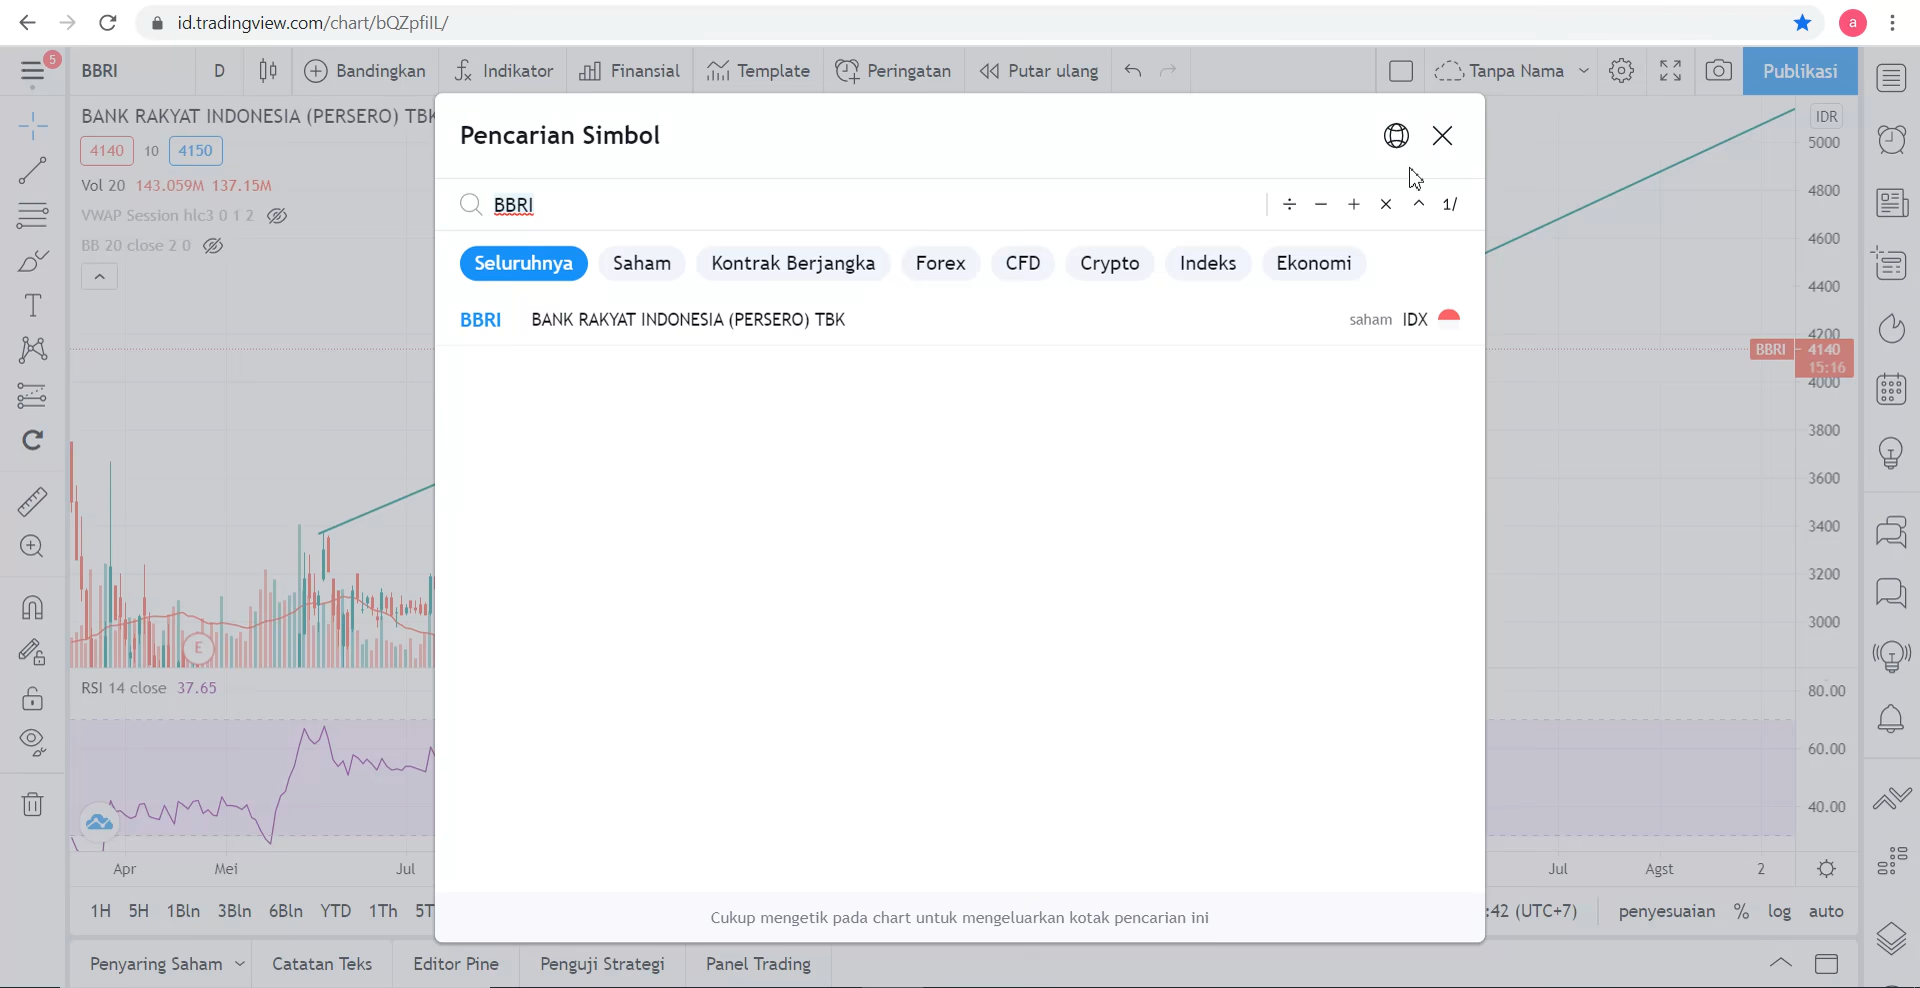 id.tradingview.com/chart/bQZpfiIL/
a
5
BBRI
D
Bandingkan
Indikator
Finansial
Template
Peringatan
Putar ulang
Tanpa Nama
Publikasi
BANK RAKYAT INDONESIA (PERSERO) TBK
4140 10 4150
Vol 20 143.059M 137.15M
VWAP Session hlc3 0 1 2
BB 20 close 2 0
Pencarian Simbol
BBRI
÷ − + × ^ 1/
Seluruhnya
Saham
Kontrak Berjangka
Forex
CFD
Crypto
Indeks
Ekonomi
BBRI BANK RAKYAT INDONESIA (PERSERO) TBK saham IDX
Cukup mengetik pada chart untuk mengeluarkan kotak pencarian ini
IDR
5000
4800
4600
4400
4200
BBRI 4140
15:16
4000
3800
3600
3400
3200
3000
E
RSI 14 close 37.65
80.00
60.00
40.00
Apr Mei Jul Jul Agst 2
1H 5H 1Bln 3Bln 6Bln YTD 1Th
:42 (UTC+7) penyesuaian % log auto
Penyaring Saham
Catatan Teks
Editor Pine
Penguji Strategi
Panel Trading